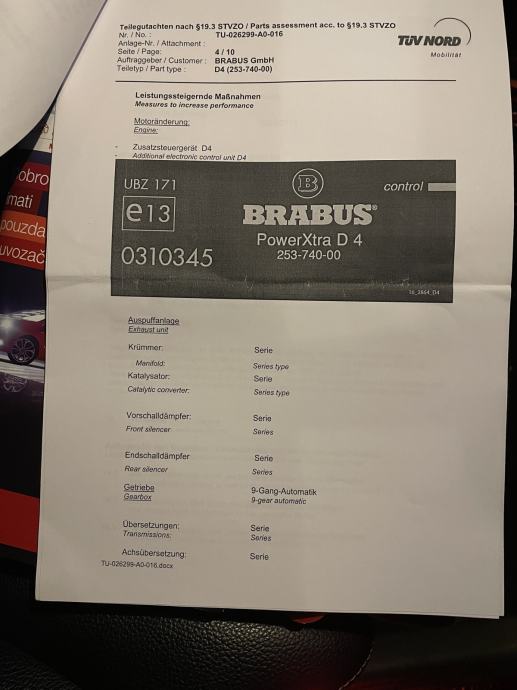 Teilegutachten nach §19.3 STVZO / Parts assessment acc. to §19.3 STVZO
Nr. / No. : TU-026299-A0-016
Anlage-Nr. / Attachment :
Seite / Page: 4 / 10
Auftraggeber / Customer : BRABUS GmbH
Teiletyp / Part type : D4 (253-740-00)
TÜV NORD
Mobilität
Leistungssteigernde Maßnahmen
Measures to increase performance
Motoränderung:
Engine:
- Zusatzsteuergerät D4
- Additional electronic control unit D4
UBZ 171
e13
0310345
B
control
BRABUS®
PowerXtra D 4
253-740-00
Auspuffanlage
Exhaust unit
Krümmer: Serie
Manifold: Series type
Katalysator: Serie
Catalytic converter: Series type
Vorschalldämpfer: Serie
Front silencer Series
Endschalldämpfer Serie
Rear silencer Series
Getriebe 9-Gang-Automatik
Gearbox 9-gear automatic
Übersetzungen: Serie
Transmissions: Series
Achsübersetzung: Serie
TU-026299-A0-016.docx
obro
imati
pouzda
uvozač